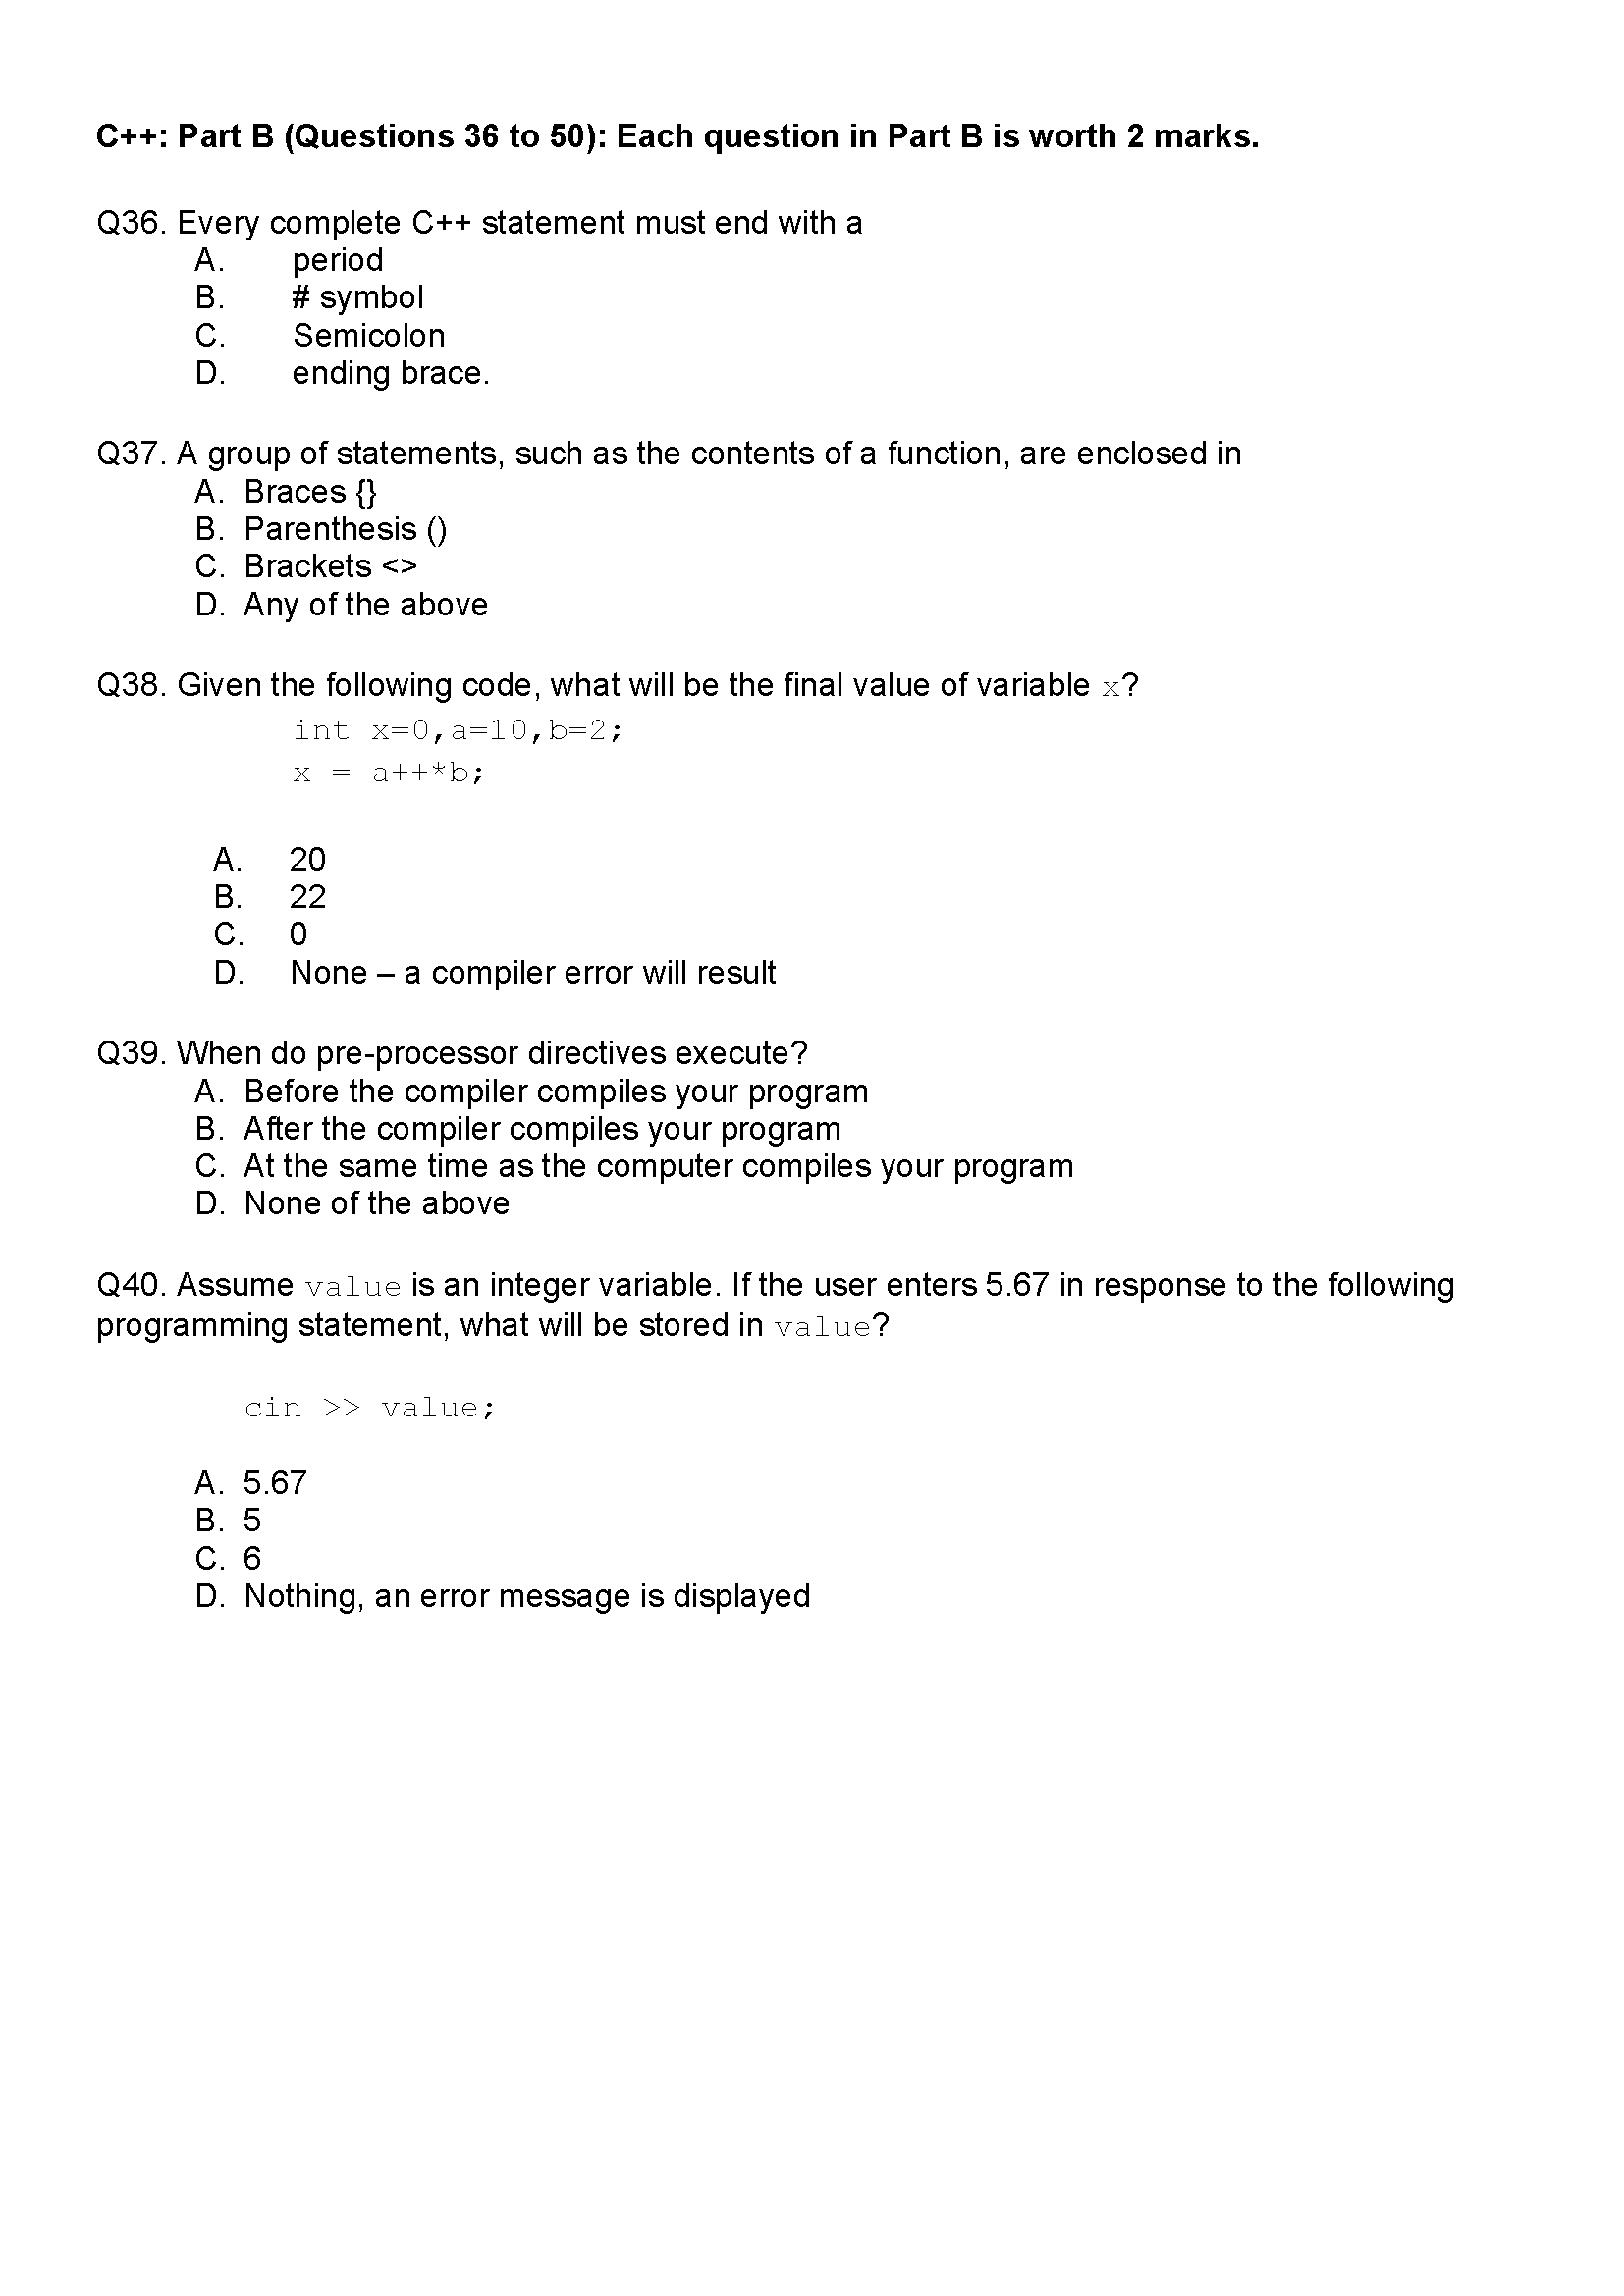 C++: Part B (Questions 36 to 50): Each question in Part B is worth 2 marks.
Q36. Every complete C++ statement must end with a
A. period
B. # symbol
C. Semicolon
D. ending brace.
Q37. A group of statements, such as the contents of a function, are enclosed in
A. Braces {}
B. Parenthesis ()
C. Brackets <>
D. Any of the above
Q38. Given the following code, what will be the final value of variable x?
int x=0,a=10,b=2;
x = a++*b;
A. 20
B. 22
C. 0
D. None – a compiler error will result
Q39. When do pre-processor directives execute?
A. Before the compiler compiles your program
B. After the compiler compiles your program
C. At the same time as the computer compiles your program
D. None of the above
Q40. Assume value is an integer variable. If the user enters 5.67 in response to the following
programming statement, what will be stored in value?
cin >> value;
A. 5.67
B. 5
C. 6
D. Nothing, an error message is displayed